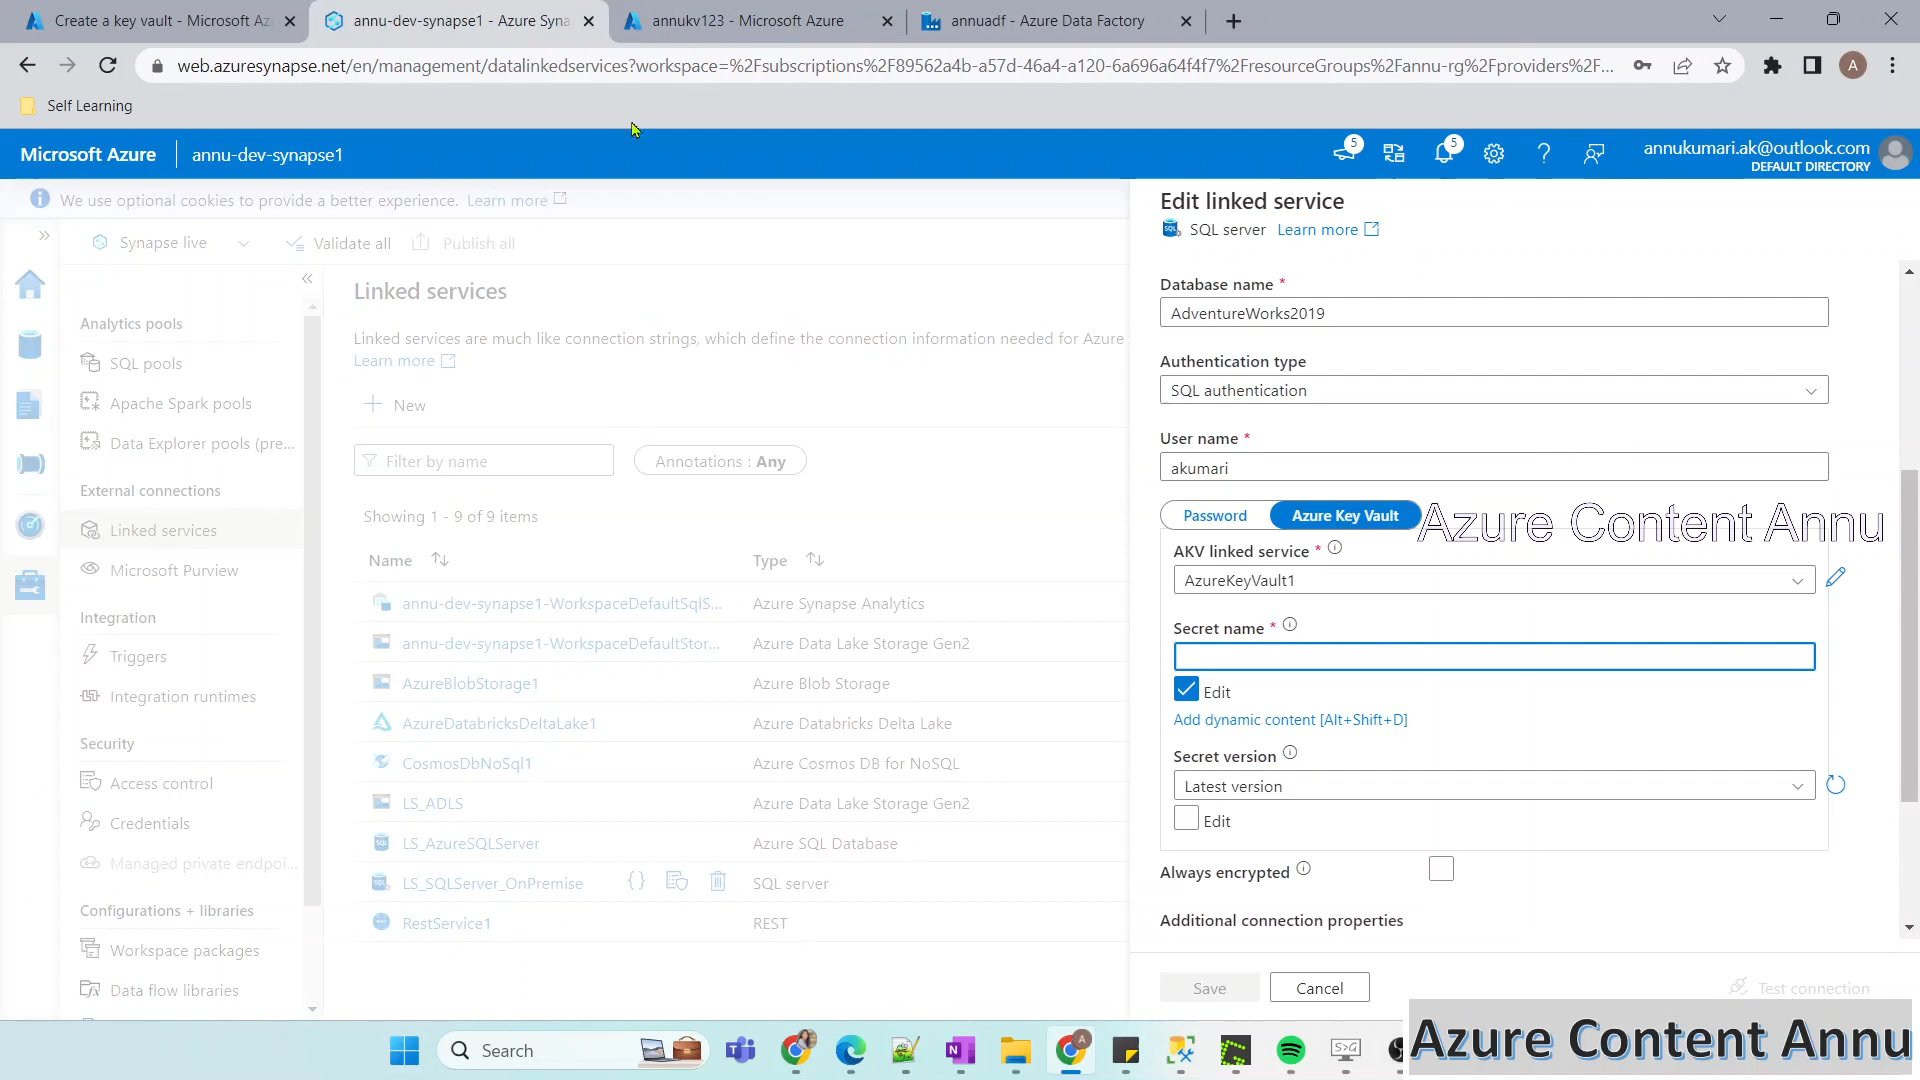 Create a key vault - Microsoft Az
annu-dev-synapse1 - Azure Syna
annukv123 - Microsoft Azure
annuadf - Azure Data Factory
web.azuresynapse.net/en/management/datalinkedservices?workspace=%2Fsubscriptions%2F89562a4b-a57d-46a4-a120-6a696a64f4f7%2FresourceGroups%2Fannu-rg%2Fproviders%2F...
A
Self Learning
Microsoft Azure
annu-dev-synapse1
5
5
annukumari.ak@outlook.com
DEFAULT DIRECTORY
We use optional cookies to provide a better experience. Learn more
Synapse live
Validate all
Publish all
Analytics pools
SQL pools
Apache Spark pools
Data Explorer pools (pre...
External connections
Linked services
Microsoft Purview
Integration
Triggers
Integration runtimes
Security
Access control
Credentials
Managed private endpoi...
Configurations + libraries
Workspace packages
Data flow libraries
Linked services
Linked services are much like connection strings, which define the connection information needed for Azure
Learn more
New
Filter by name
Annotations : Any
Showing 1 - 9 of 9 items
Name
Type
annu-dev-synapse1-WorkspaceDefaultSqlS...
Azure Synapse Analytics
annu-dev-synapse1-WorkspaceDefaultStor...
Azure Data Lake Storage Gen2
AzureBlobStorage1
Azure Blob Storage
AzureDatabricksDeltaLake1
Azure Databricks Delta Lake
CosmosDbNoSql1
Azure Cosmos DB for NoSQL
LS_ADLS
Azure Data Lake Storage Gen2
LS_AzureSQLServer
Azure SQL Database
LS_SQLServer_OnPremise
SQL server
RestService1
REST
Edit linked service
SQL server Learn more
Database name *
AdventureWorks2019
Authentication type
SQL authentication
User name *
akumari
Password
Azure Key Vault
Azure Content Annu
AKV linked service *
AzureKeyVault1
Secret name *
Edit
Add dynamic content [Alt+Shift+D]
Secret version
Latest version
Edit
Always encrypted
Additional connection properties
Save
Cancel
Test connection
Search
Azure Content Annu